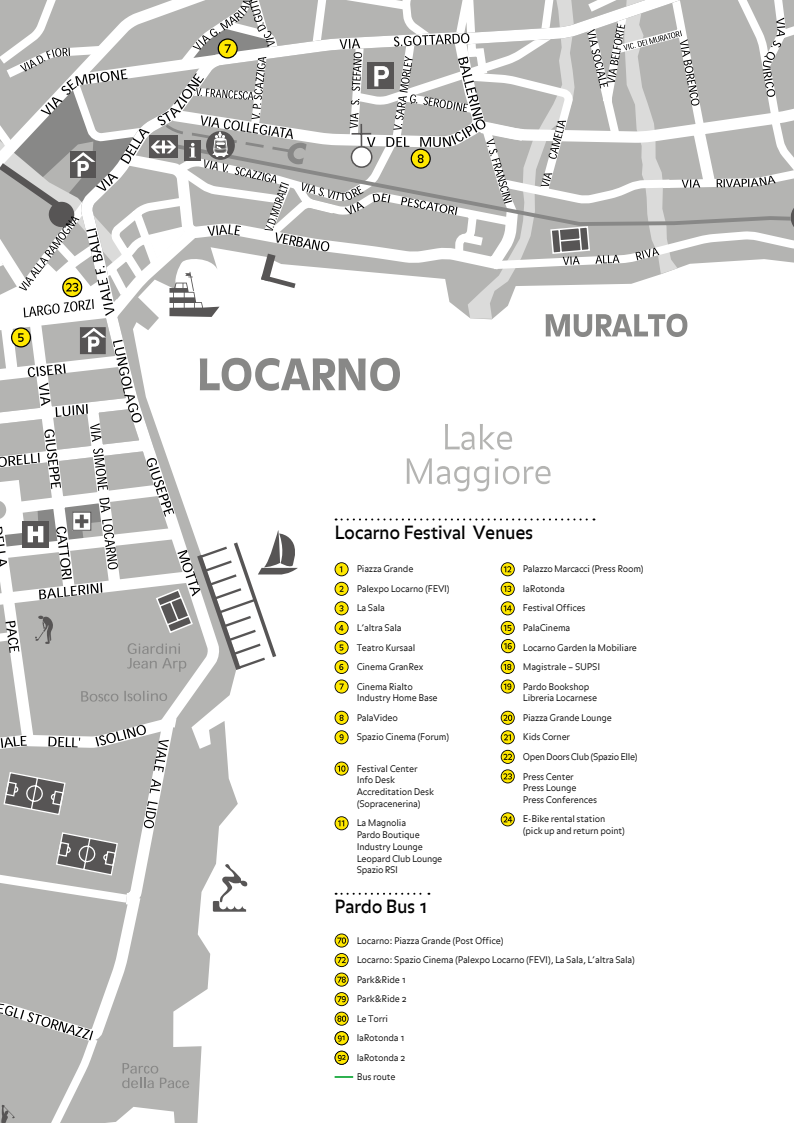 VIA G. MARIA
VIC. D. GUI
VIA D. FIORI
7
VIA S.GOTTARDO
VIA SEMPIONE
V. FRANCESCA
V. P. SCAZZIGA
VIA S. STEFANO
P
V. SARA MORLEY
G. SERODINE
BALLERINI
VIA SOCIALE
VIA BELFORTE
VIC. DEI MURATORI
VIA BORENCO
VIA S. QUIRICO
VIA DELLA STAZIONE
VIA COLLEGIATA
V DEL MUNICIPIO
8
i
C
P
VIA V. SCAZZIGA
V.D.MURALTI
VIA S. VITTORE
VIA DEI PESCATORI
V. S. FRANSCINI
VIA CAMELIA
VIA RIVAPIANA
VIALE VERBANO
VIA ALLA RIVA
VIA ALLA RAMOGNA
VIALE F. BALLI
23
LARGO ZORZI
5
P
MURALTO
LOCARNO
CISERI
LUNGOLAGO GIUSEPPE MOTTA
VIA GIUSEPPE CATTORI
LUINI
VIA SIMONE DA LOCARNO
ORELLI
H
DELLA PACE
BALLERINI
Lake
Maggiore
Giardini
Jean Arp
Bosco Isolino
IALE DELL' ISOLINO
VIALE AL LIDO
EGLI STORNAZZI
Parco
della Pace
Locarno Festival Venues
1 Piazza Grande
2 Palexpo Locarno (FEVI)
3 La Sala
4 L'altra Sala
5 Teatro Kursaal
6 Cinema GranRex
7 Cinema Rialto
Industry Home Base
8 PalaVideo
9 Spazio Cinema (Forum)
10 Festival Center
Info Desk
Accreditation Desk
(Sopracenerina)
11 La Magnolia
Pardo Boutique
Industry Lounge
Leopard Club Lounge
Spazio RSI
12 Palazzo Marcacci (Press Room)
13 laRotonda
14 Festival Offices
15 PalaCinema
16 Locarno Garden la Mobiliare
18 Magistrale – SUPSI
19 Pardo Bookshop
Libreria Locarnese
20 Piazza Grande Lounge
21 Kids Corner
22 Open Doors Club (Spazio Elle)
23 Press Center
Press Lounge
Press Conferences
24 E-Bike rental station
(pick up and return point)
Pardo Bus 1
70 Locarno: Piazza Grande (Post Office)
72 Locarno: Spazio Cinema (Palexpo Locarno (FEVI), La Sala, L'altra Sala)
78 Park&Ride 1
79 Park&Ride 2
80 Le Torri
91 laRotonda 1
92 laRotonda 2
Bus route